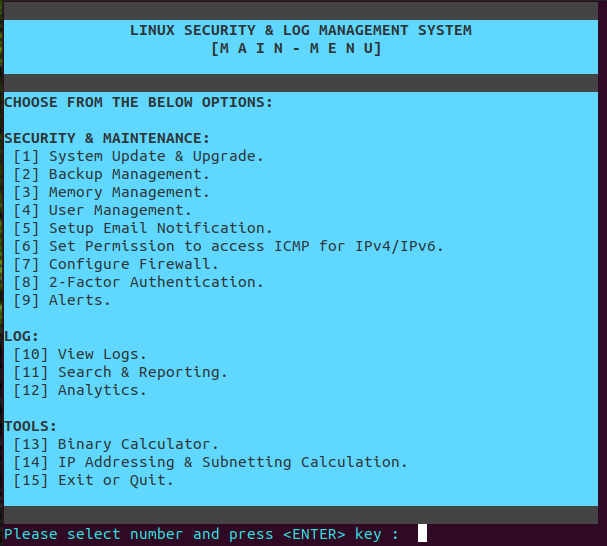 LINUX SECURITY & LOG MANAGEMENT SYSTEM
[M A I N - M E N U]
CHOOSE FROM THE BELOW OPTIONS:
SECURITY & MAINTENANCE:
[1] System Update & Upgrade.
[2] Backup Management.
[3] Memory Management.
[4] User Management.
[5] Setup Email Notification.
[6] Set Permission to access ICMP for IPv4/IPv6.
[7] Configure Firewall.
[8] 2-Factor Authentication.
[9] Alerts.
LOG:
[10] View Logs.
[11] Search & Reporting.
[12] Analytics.
TOOLS:
[13] Binary Calculator.
[14] IP Addressing & Subnetting Calculation.
[15] Exit or Quit.
Please select number and press <ENTER> key :